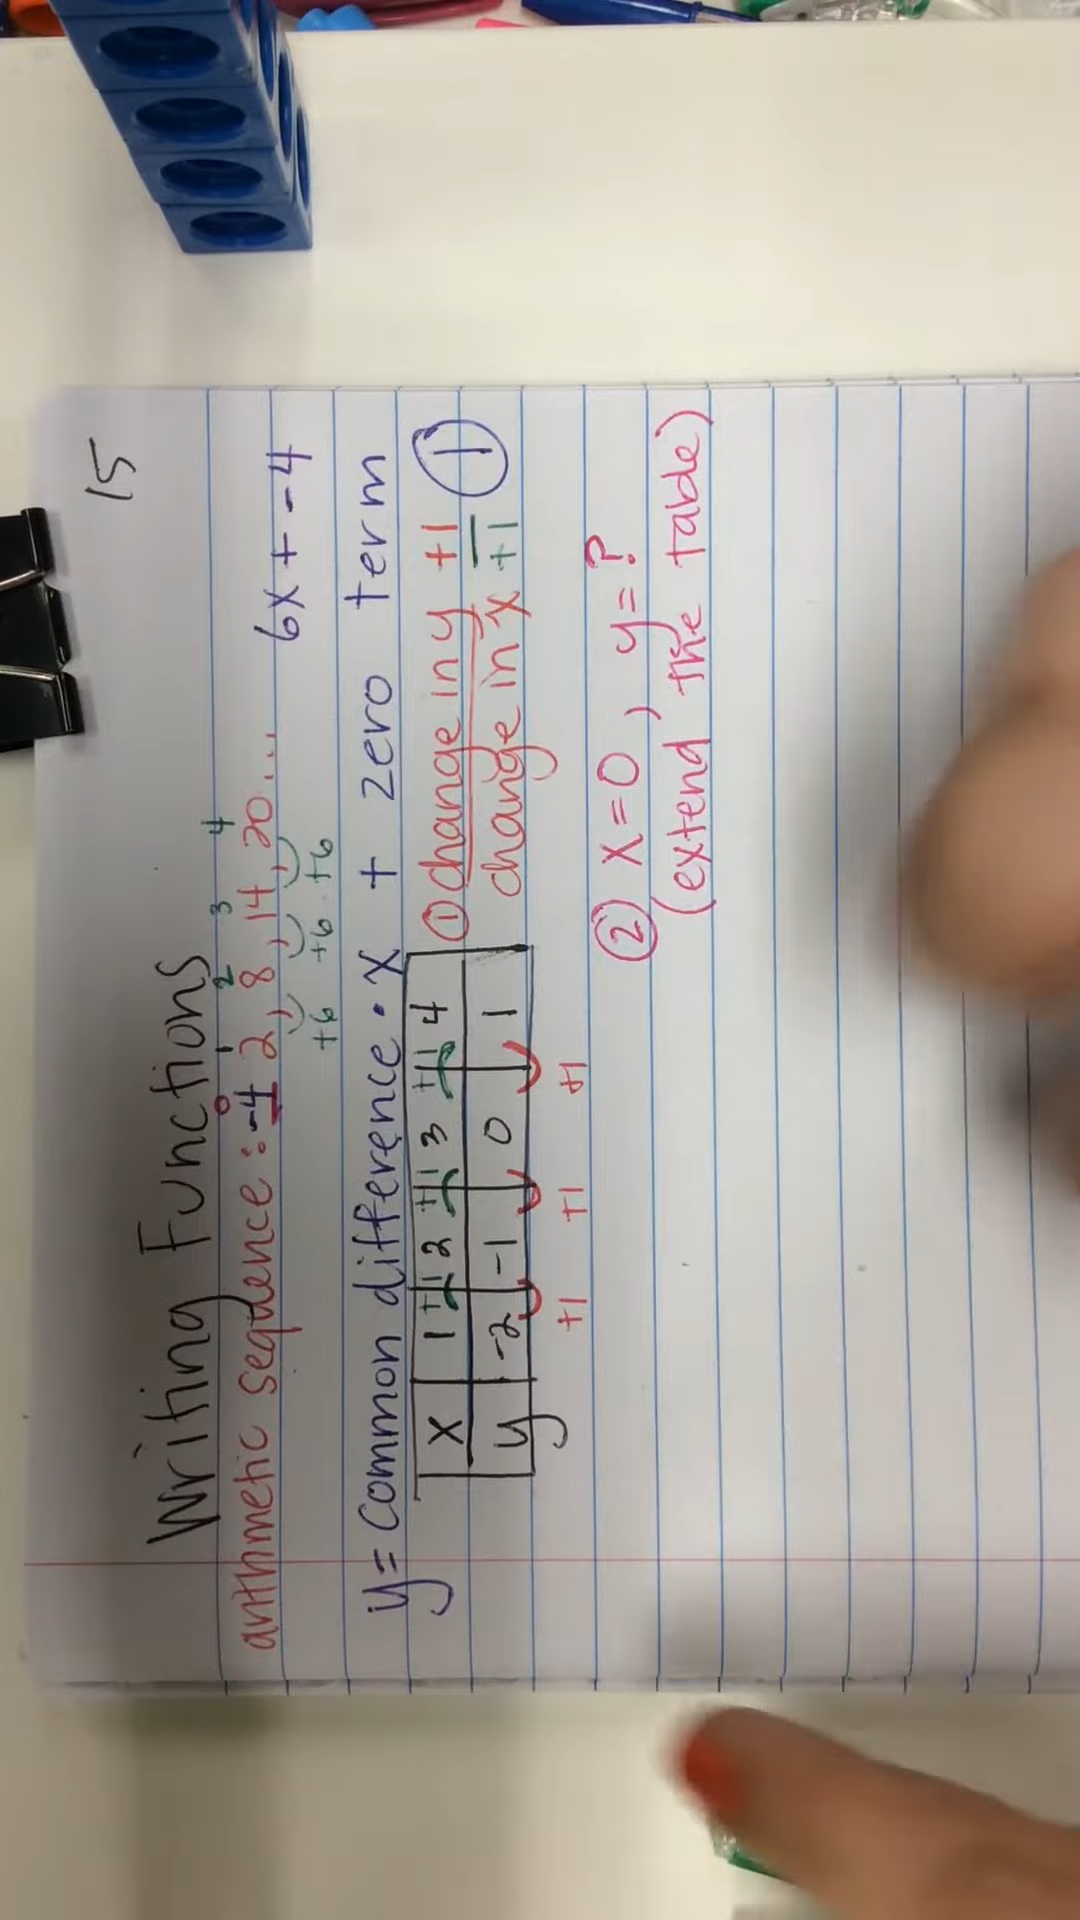 15
Writing Functions
0 1 2 3 4
arithmetic sequence: -4 2, 8, 14, 20... 6x + -4
+6 +6 +6
y = common difference • x + zero term
+1 +1 +1
x 1 2 3 4 ① change in y +1 ①
y -2 -1 0 1 change in x +1
+1 +1 +1
② x = 0, y = ?
(extend the table)